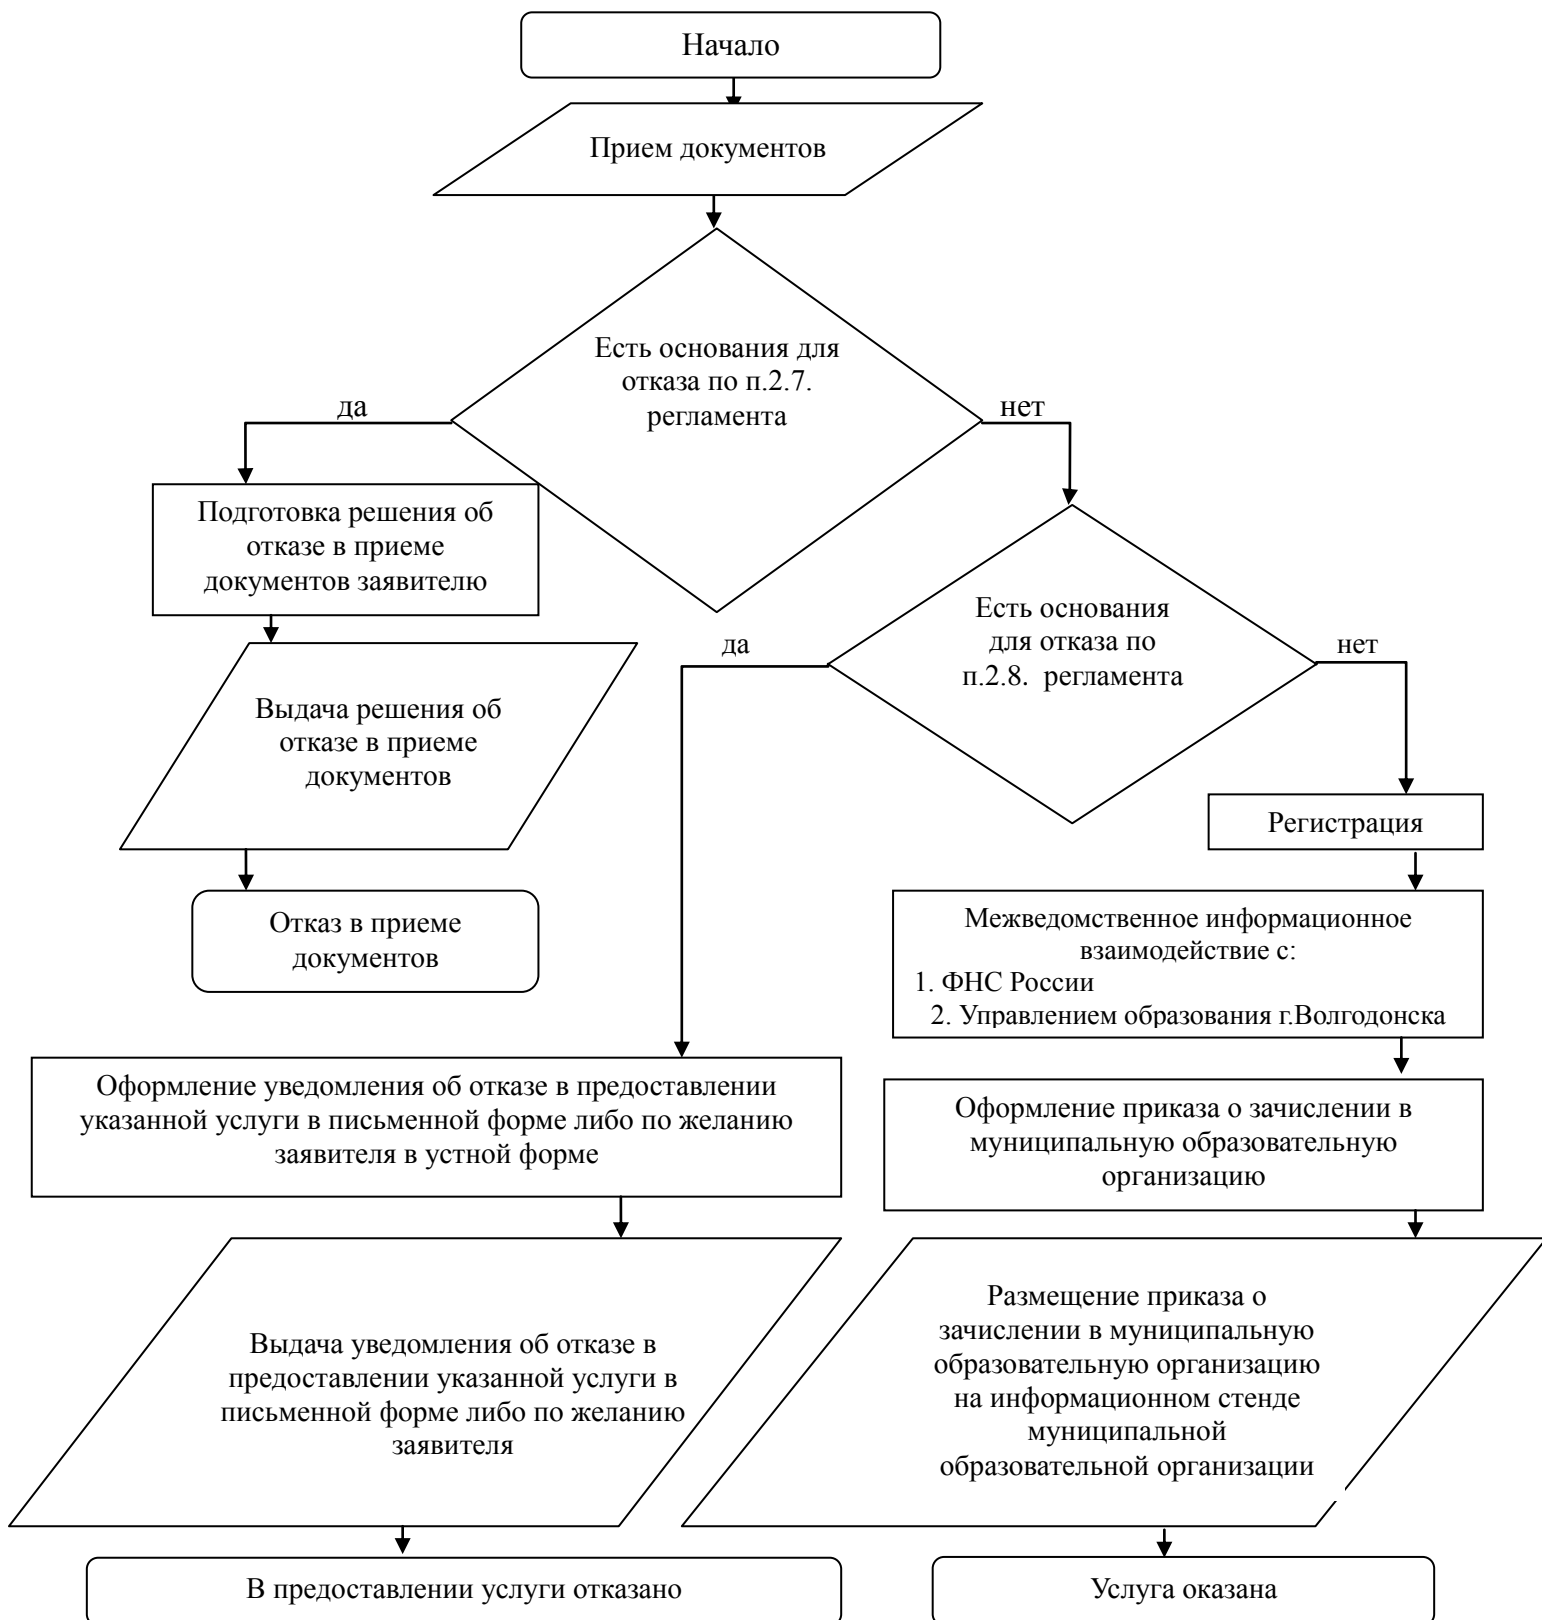 Начало
Прием документов
Есть основания для
отказа по п.2.7.
регламента
да
нет
Подготовка решения об
отказе в приеме
документов заявителю
Есть основания
для отказа по
п.2.8. регламента
да
нет
Выдача решения об
отказе в приеме
документов
Регистрация
Отказ в приеме
документов
Межведомственное информационное
взаимодействие с:
1. ФНС России
2. Управлением образования г.Волгодонска
Оформление уведомления об отказе в предоставлении
указанной услуги в письменной форме либо по желанию
заявителя в устной форме
Оформление приказа о зачислении в
муниципальную образовательную
организацию
Выдача уведомления об отказе в
предоставлении указанной услуги в
письменной форме либо по желанию
заявителя
Размещение приказа о
зачислении в муниципальную
образовательную организацию
на информационном стенде
муниципальной
образовательной организации
В предоставлении услуги отказано
Услуга оказана